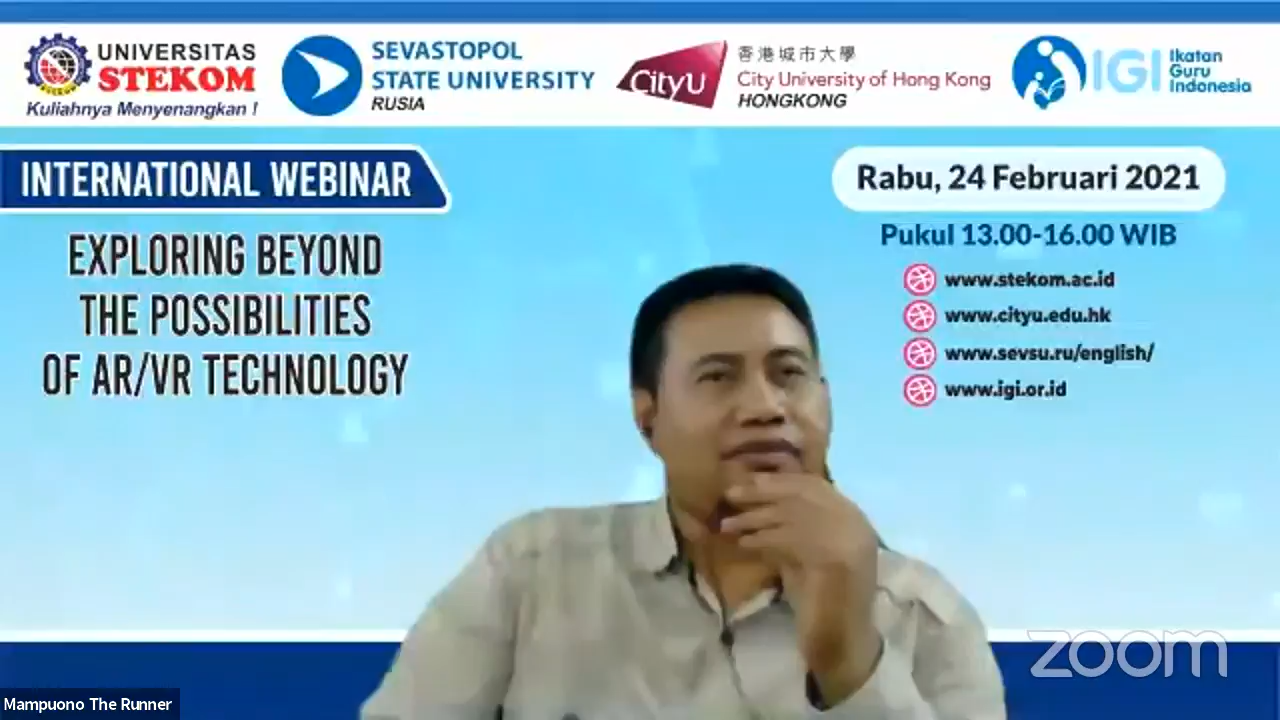 UNIVERSITAS
STEKOM
Kuliahnya Menyenangkan !
SEVASTOPOL
STATE UNIVERSITY
RUSIA
CityU
香港城市大學
City University of Hong Kong
HONGKONG
IGI
Ikatan
Guru
Indonesia
INTERNATIONAL WEBINAR
EXPLORING BEYOND
THE POSSIBILITIES
OF AR/VR TECHNOLOGY
Rabu, 24 Februari 2021
Pukul 13.00-16.00 WIB
www.stekom.ac.id
www.cityu.edu.hk
www.sevsu.ru/english/
www.igi.or.id
zoom
Mampuono The Runner